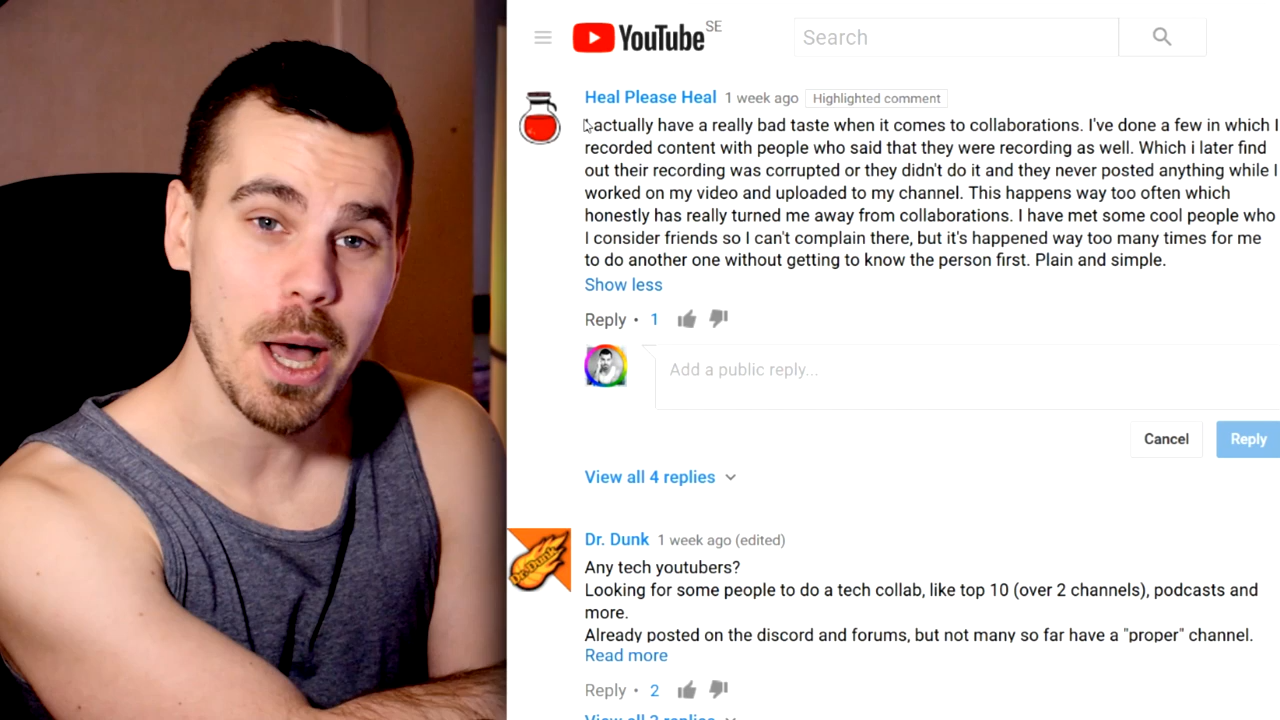 YouTube SE
Search
Heal Please Heal 1 week ago Highlighted comment
actually have a really bad taste when it comes to collaborations. I've done a few in which I
recorded content with people who said that they were recording as well. Which i later find
out their recording was corrupted or they didn't do it and they never posted anything while I
worked on my video and uploaded to my channel. This happens way too often which
honestly has really turned me away from collaborations. I have met some cool people who
I consider friends so I can't complain there, but it's happened way too many times for me
to do another one without getting to know the person first. Plain and simple.
Show less
Reply • 1
Add a public reply...
Cancel Reply
View all 4 replies
Dr. Dunk 1 week ago (edited)
Dr. Dunk
Any tech youtubers?
Looking for some people to do a tech collab, like top 10 (over 2 channels), podcasts and
more.
Already posted on the discord and forums, but not many so far have a "proper" channel.
Read more
Reply • 2
View all 2 replies